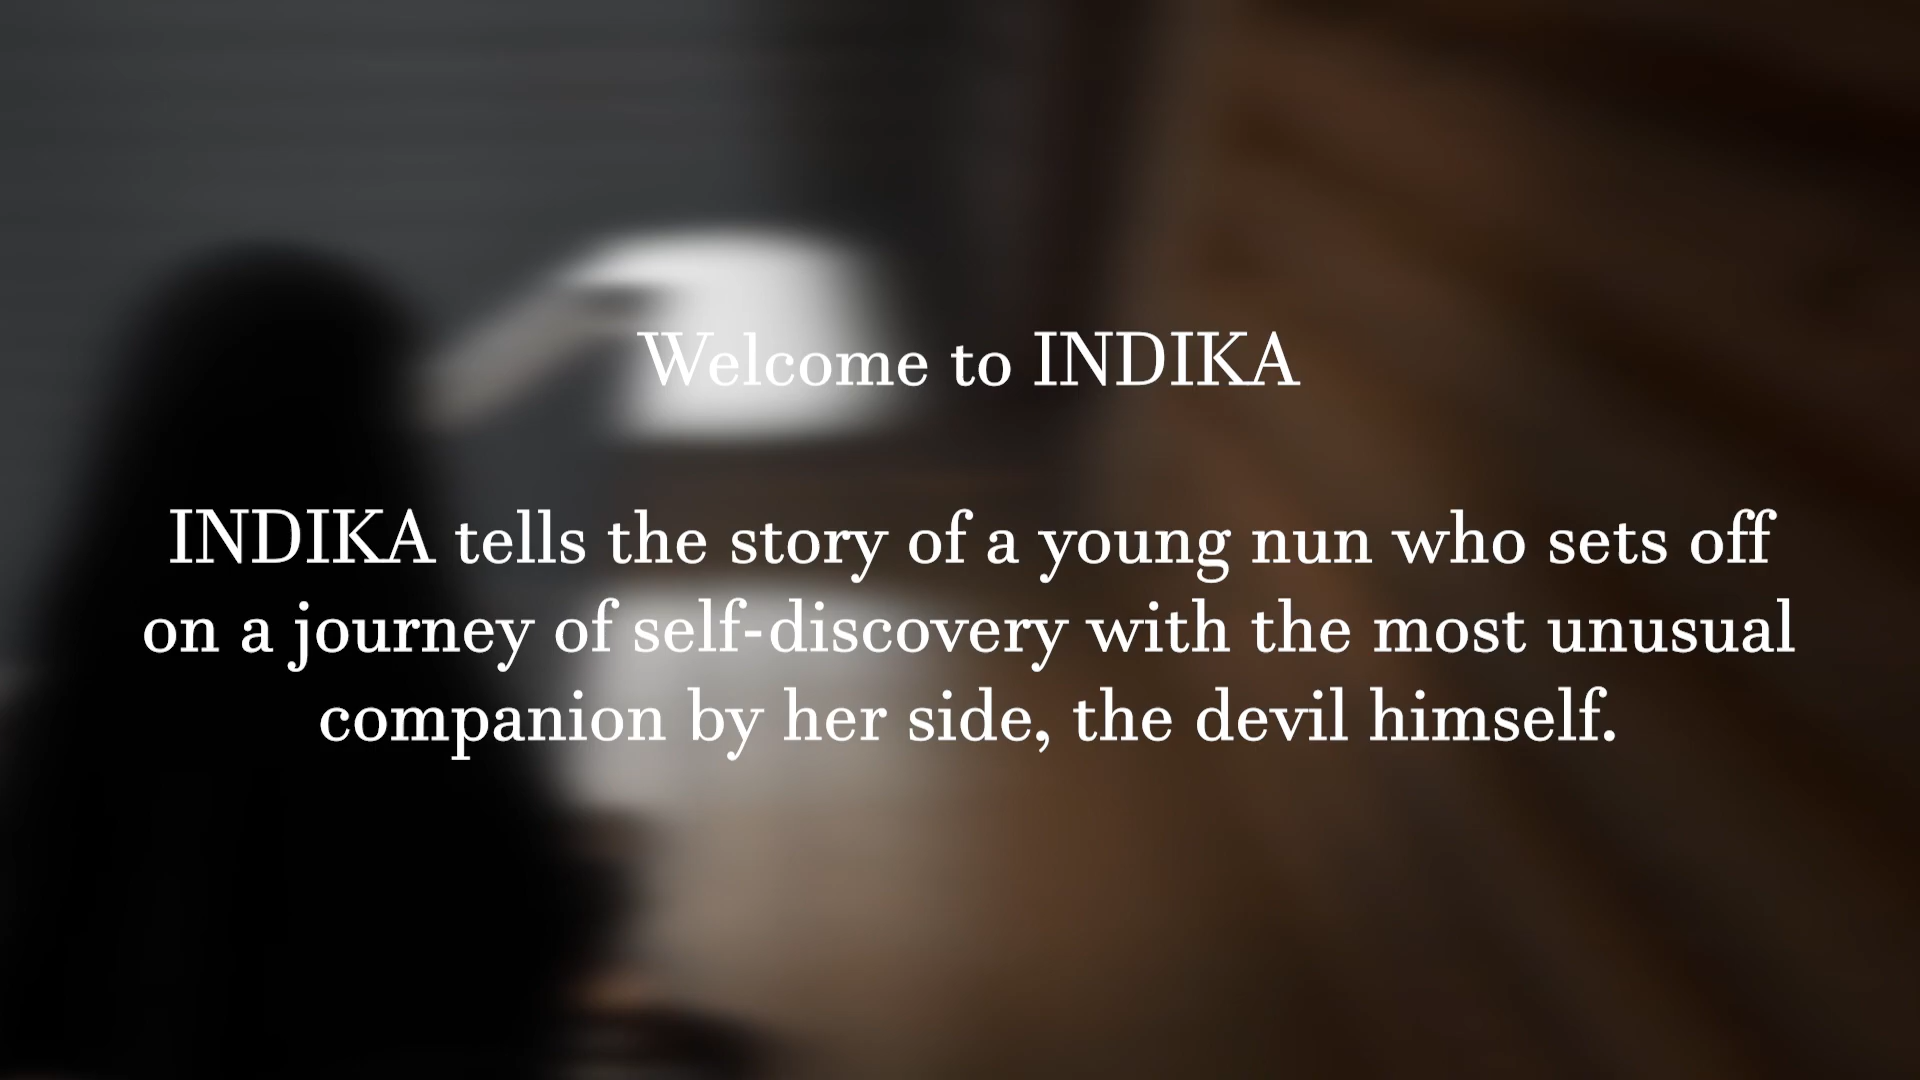 Welcome to INDIKA
INDIKA tells the story of a young nun who sets off
on a journey of self-discovery with the most unusual
companion by her side, the devil himself.